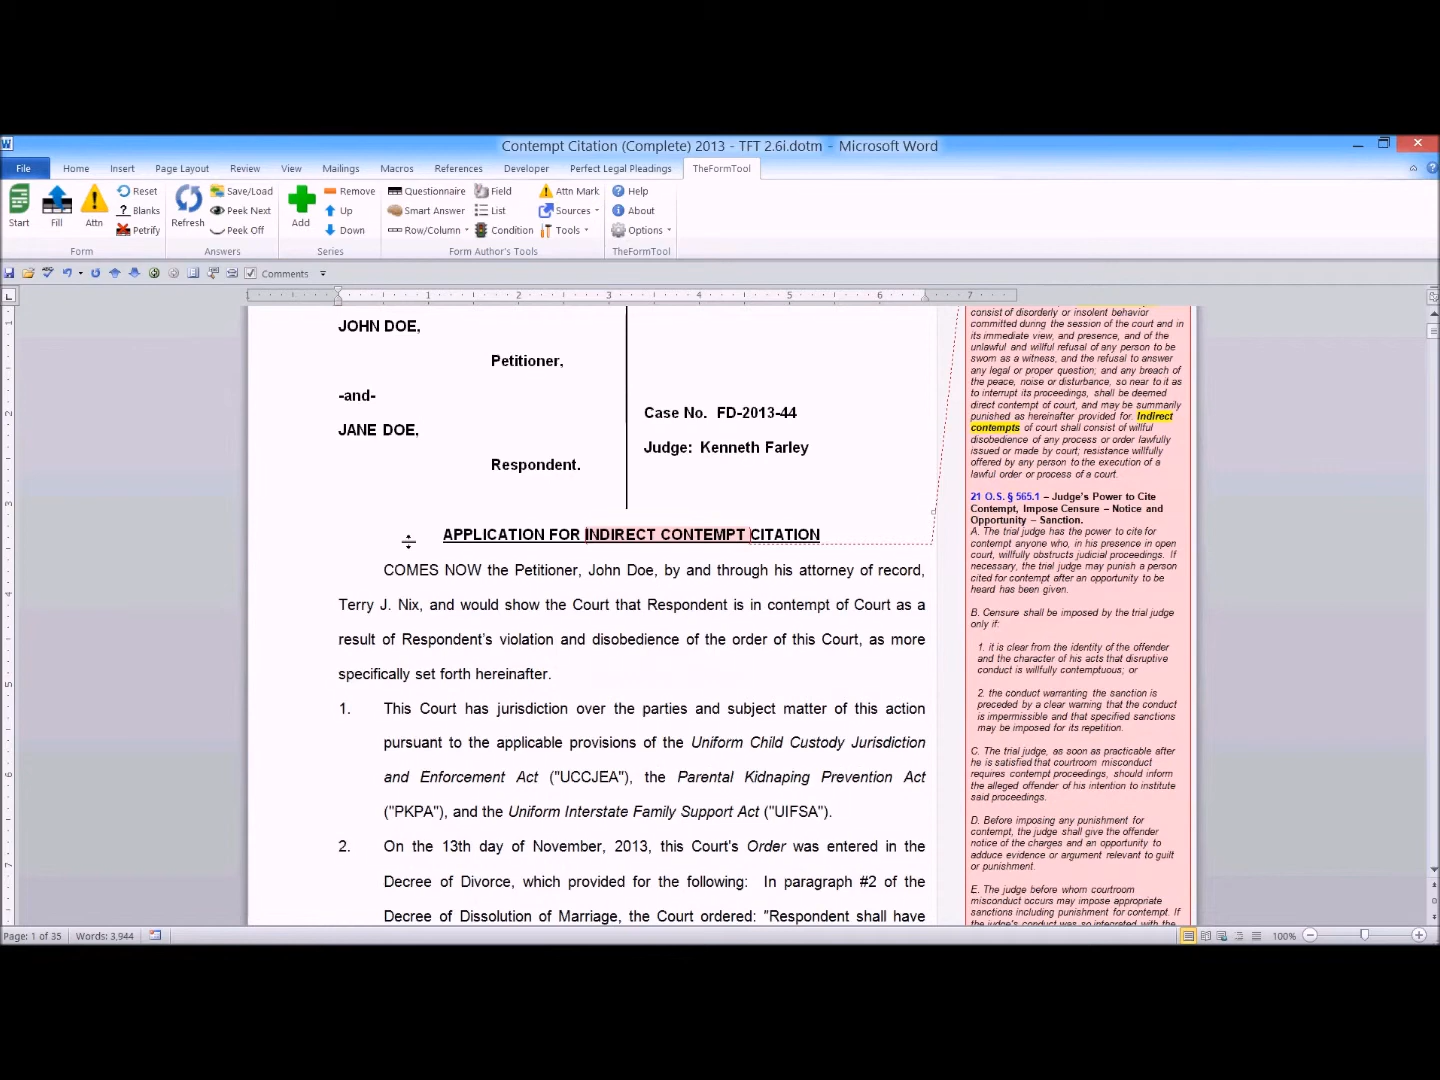 Contempt Citation (Complete) 2013 - TFT 2.6i.dotm – Microsoft Word
File Home Insert Page Layout Review View Mailings Macros References Developer Perfect Legal Pleadings TheFormTool
Start Fill Attn Reset Blanks Petrify
Refresh Save/Load Peek Next Peek Off
Add Remove Up Down
Questionnaire Smart Answer Row/Column Field List Condition Attn Mark Sources Tools
Help About Options
Form Answers Series Form Author's Tools TheFormTool
Comments
1 1 2 3 4 5 6 7
JOHN DOE,
Petitioner,
-and-
JANE DOE,
Respondent.
Case No. FD-2013-44
Judge: Kenneth Farley
APPLICATION FOR INDIRECT CONTEMPT CITATION
COMES NOW the Petitioner, John Doe, by and through his attorney of record,
Terry J. Nix, and would show the Court that Respondent is in contempt of Court as a
result of Respondent's violation and disobedience of the order of this Court, as more
specifically set forth hereinafter.
1. This Court has jurisdiction over the parties and subject matter of this action
pursuant to the applicable provisions of the Uniform Child Custody Jurisdiction
and Enforcement Act ("UCCJEA"), the Parental Kidnaping Prevention Act
("PKPA"), and the Uniform Interstate Family Support Act ("UIFSA").
2. On the 13th day of November, 2013, this Court's Order was entered in the
Decree of Divorce, which provided for the following: In paragraph #2 of the
Decree of Dissolution of Marriage, the Court ordered: "Respondent shall have
consist of disorderly or insolent behavior
committed during the session of the court and in
its immediate view, and presence, and of the
unlawful and willful refusal of any person to be
sworn as a witness, and the refusal to answer
any legal or proper question; and any breach of
the peace, noise or disturbance, so near to it as
to interrupt its proceedings, shall be deemed
direct contempt of court, and may be summarily
punished as hereinafter provided for. Indirect
contempts of court shall consist of willful
disobedience of any process or order lawfully
issued or made by court; resistance willfully
offered by any person to the execution of a
lawful order or process of a court.
21 O.S. § 565.1 – Judge's Power to Cite
Contempt, Impose Censure – Notice and
Opportunity – Sanction.
A. The trial judge has the power to cite for
contempt anyone who, in his presence in open
court, willfully obstructs judicial proceedings. If
necessary, the trial judge may punish a person
cited for contempt after an opportunity to be
heard has been given.
B. Censure shall be imposed by the trial judge
only if:
1. it is clear from the identity of the offender
and the character of his acts that disruptive
conduct is willfully contemptuous; or
2. the conduct warranting the sanction is
preceded by a clear warning that the conduct
is impermissible and that specified sanctions
may be imposed for its repetition.
C. The trial judge, as soon as practicable after
he is satisfied that courtroom misconduct
requires contempt proceedings, should inform
the alleged offender of his intention to institute
said proceedings.
D. Before imposing any punishment for
contempt, the judge shall give the offender
notice of the charges and an opportunity to
adduce evidence or argument relevant to guilt
or punishment.
E. The judge before whom courtroom
misconduct occurs may impose appropriate
sanctions including punishment for contempt. If
the judge's conduct was so integrated with the
Page: 1 of 35 Words: 3,944 100%